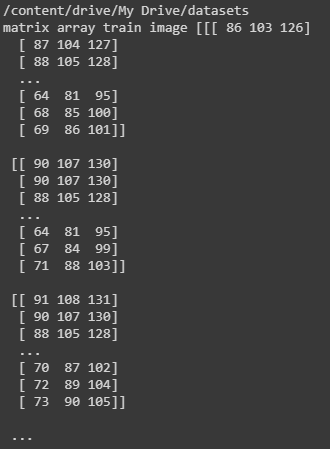 /content/drive/My Drive/datasets
matrix array train image [[[ 86 103 126]
[ 87 104 127]
[ 88 105 128]
...
[ 64 81 95]
[ 68 85 100]
[ 69 86 101]]
[[ 90 107 130]
[ 90 107 130]
[ 88 105 128]
...
[ 64 81 95]
[ 67 84 99]
[ 71 88 103]]
[[ 91 108 131]
[ 90 107 130]
[ 88 105 128]
...
[ 70 87 102]
[ 72 89 104]
[ 73 90 105]]
...